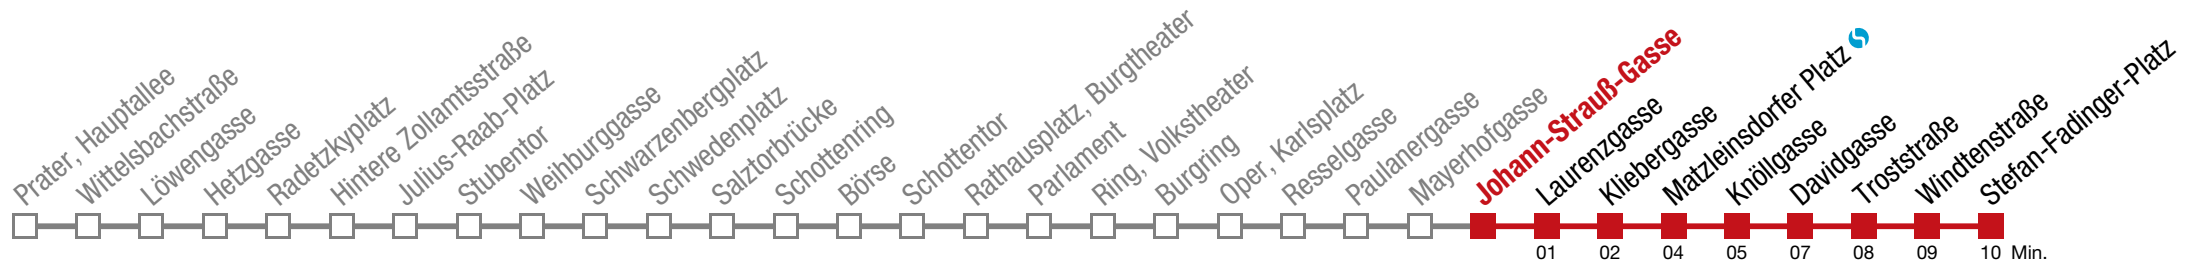 Prater, Hauptallee
Wittelsbachstraße
Löwengasse
Hetzgasse
Radetzkyplatz
Hintere Zollamtsstraße
Julius-Raab-Platz
Stubentor
Weihburggasse
Schwarzenbergplatz
Schwedenplatz
Salztorbrücke
Schottenring
Börse
Schottentor
Rathausplatz, Burgtheater
Parlament
Ring, Volkstheater
Burgring
Oper, Karlsplatz
Resselgasse
Paulanergasse
Mayerhofgasse
Johann-Strauß-Gasse
Laurenzgasse
Kliebergasse
Matzleinsdorfer Platz
Knöllgasse
Davidgasse
Troststraße
Windtenstraße
Stefan-Fadinger-Platz
01 02 04 05 07 08 09 10 Min.